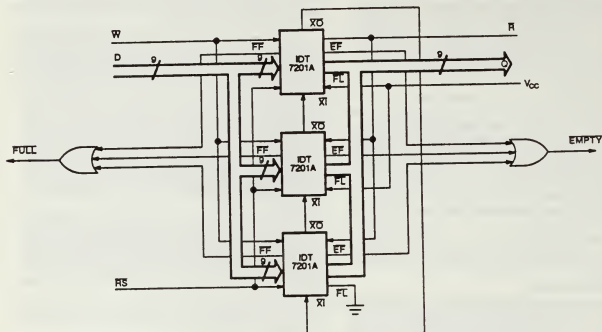 XO
W
R
FF
EF
D
9
9
IDT
7201A
9
Q
FL
VCC
XI
XO
FF
EF
FULL
9
IDT
7201A
EMPTY
FL
XI
XO
FF
EF
IDT
7201A
9
RS
FL
XI